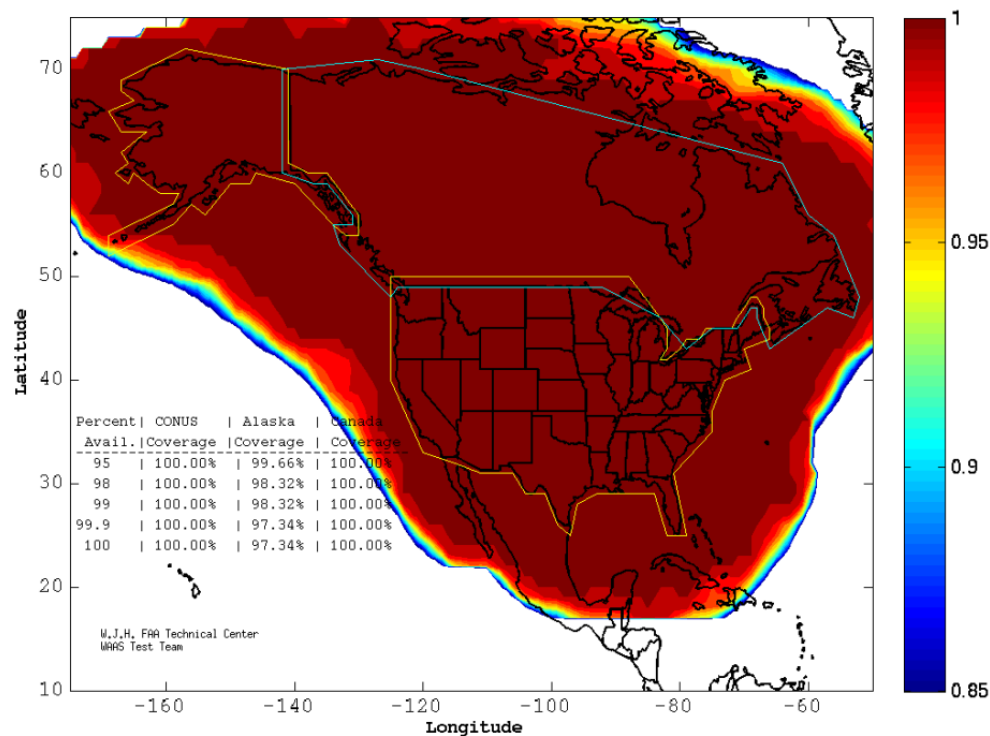 70
60
50
40
30
20
10
Latitude
Percent| CONUS | Alaska | Canada
Avail.|Coverage |Coverage | Coverage
95 | 100.00% | 99.66% | 100.00%
98 | 100.00% | 98.32% | 100.00%
99 | 100.00% | 98.32% | 100.00%
99.9 | 100.00% | 97.34% | 100.00%
100 | 100.00% | 97.34% | 100.00%
W.J.H. FAA Technical Center
WAAS Test Team
-160 -140 -120 -100 -80 -60
Longitude
1
0.95
0.9
0.85